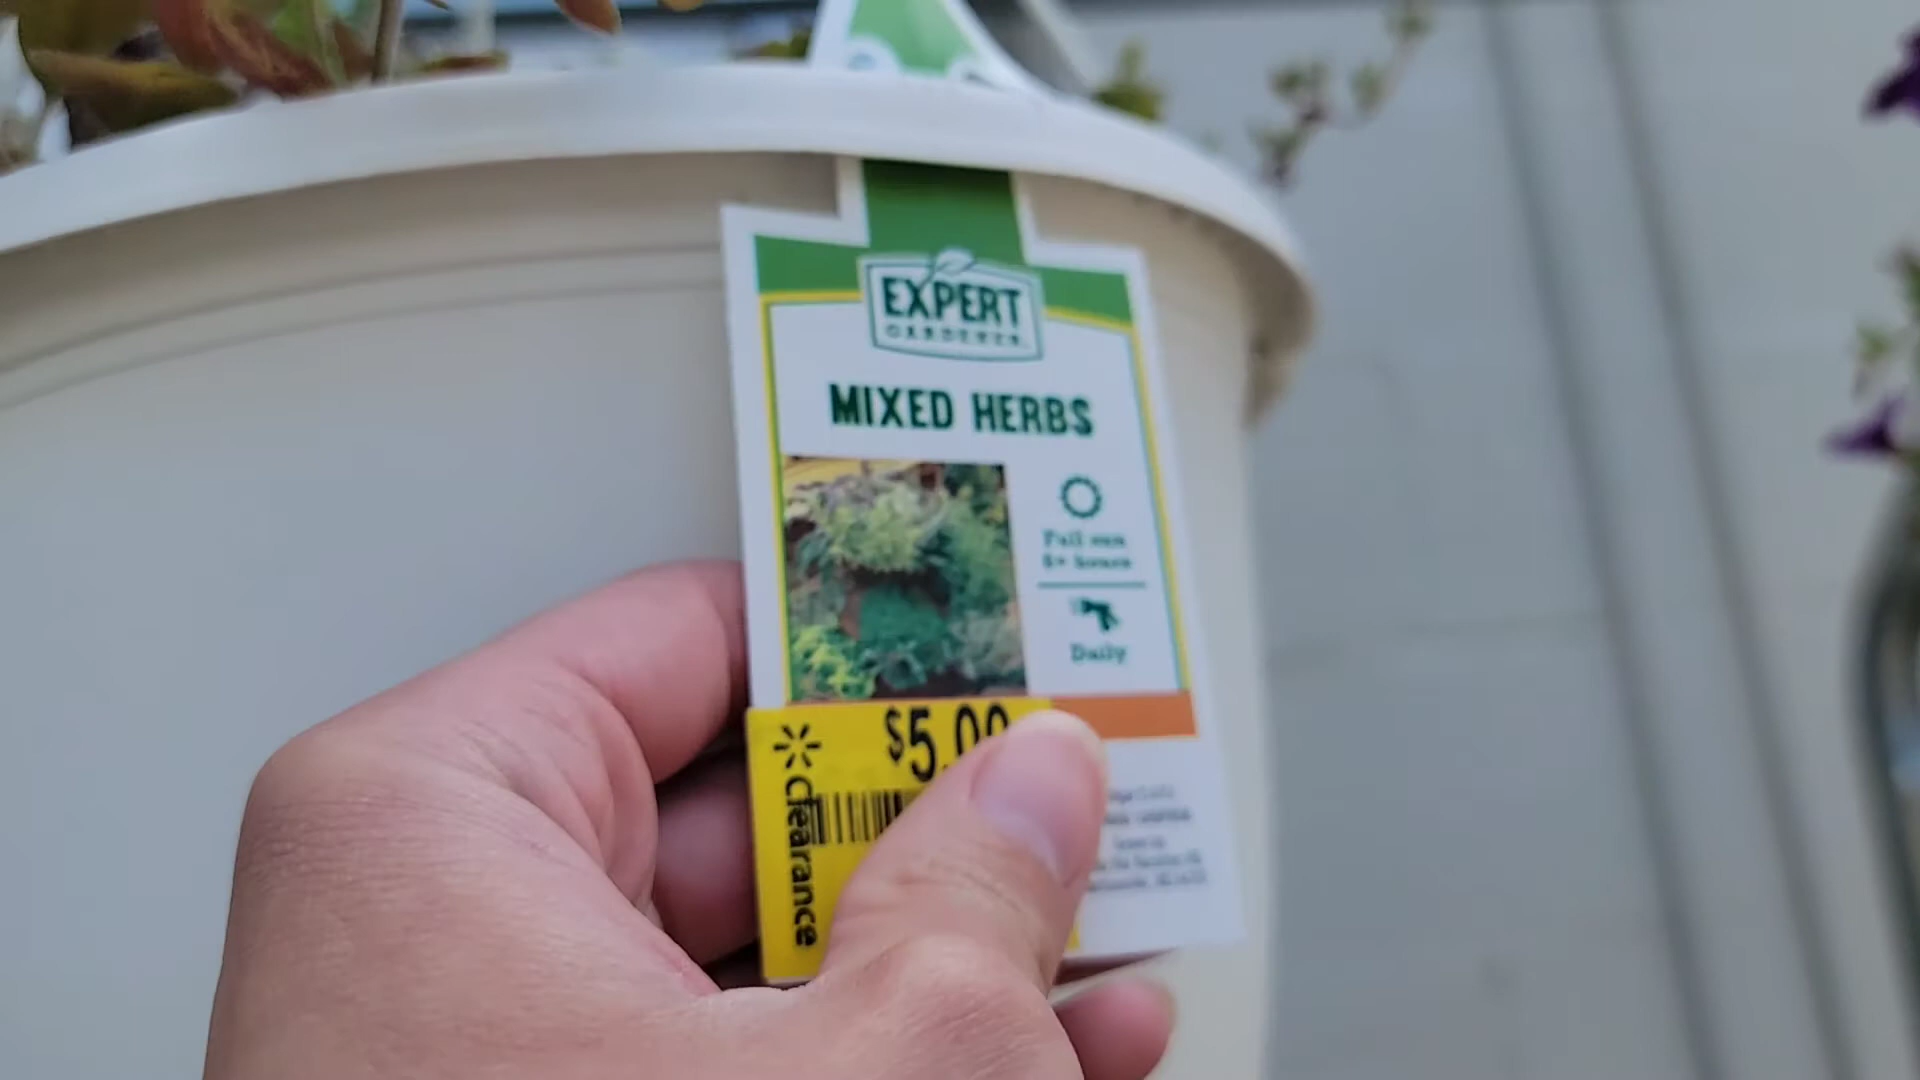 EXPERT
GARDENER
MIXED HERBS
Full sun
6+ hours
Daily
$5.00
Clearance